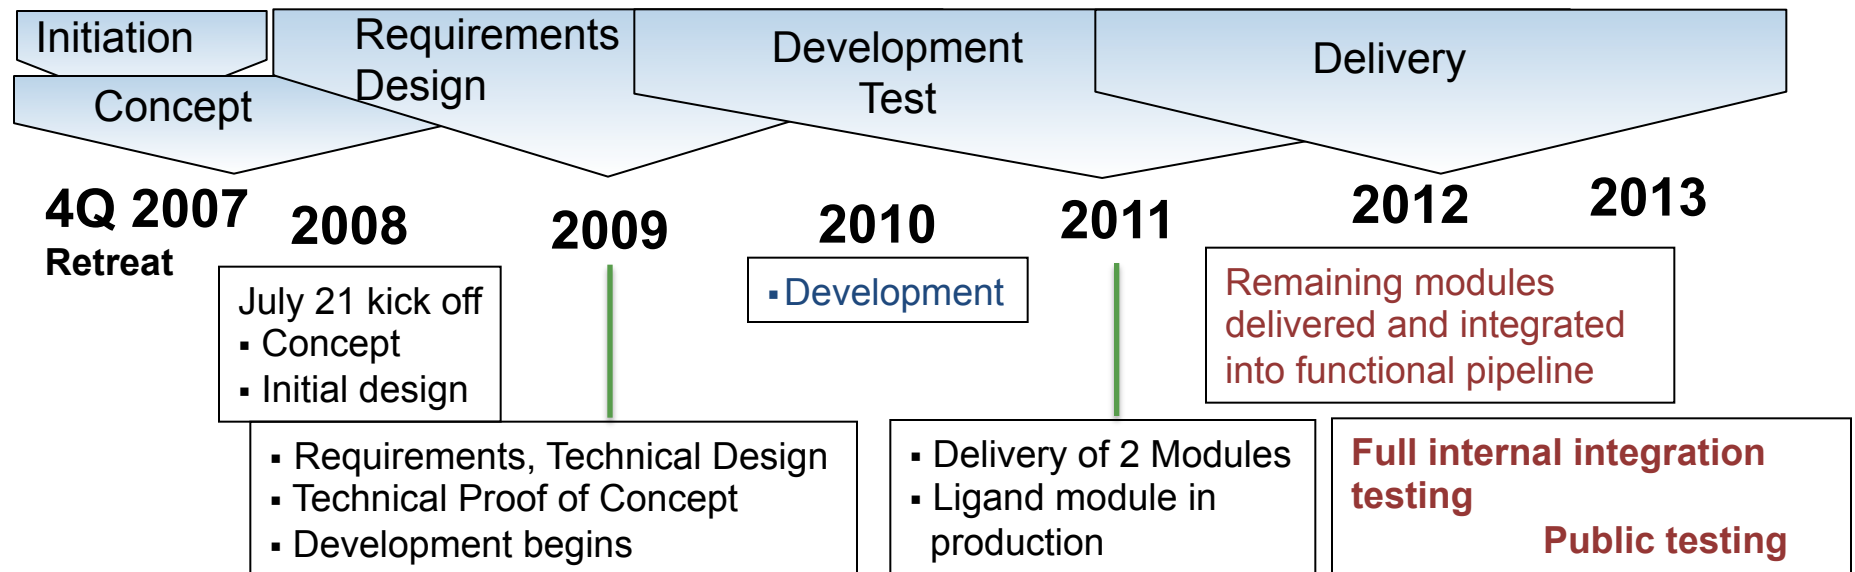 Initiation
Concept
Requirements
Design
Development
Test
Delivery
4Q 2007
Retreat
2008
2009
2010
2011
2012
2013
July 21 kick off
▪ Concept
▪ Initial design
▪ Requirements, Technical Design
▪ Technical Proof of Concept
▪ Development begins
▪ Development
▪ Delivery of 2 Modules
▪ Ligand module in
production
Remaining modules
delivered and integrated
into functional pipeline
Full internal integration
testing
Public testing